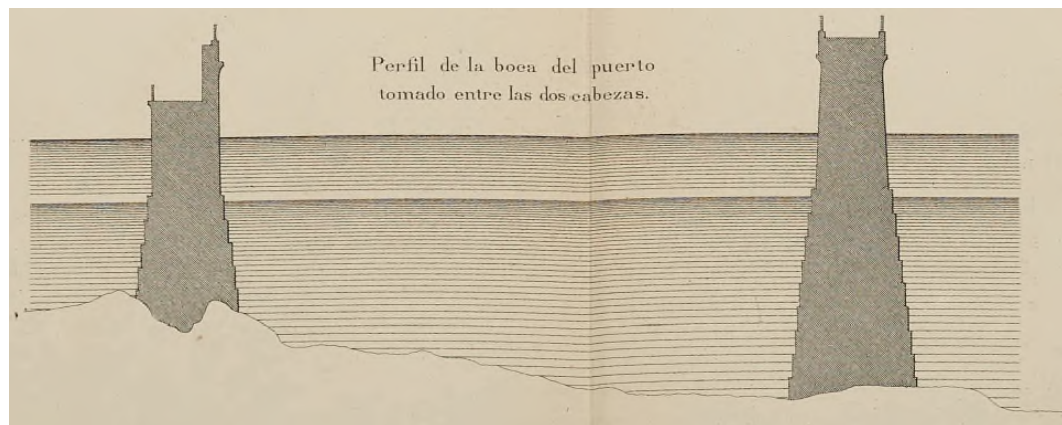 Perfil de la boca del puerto
tomado entre las dos cabezas.